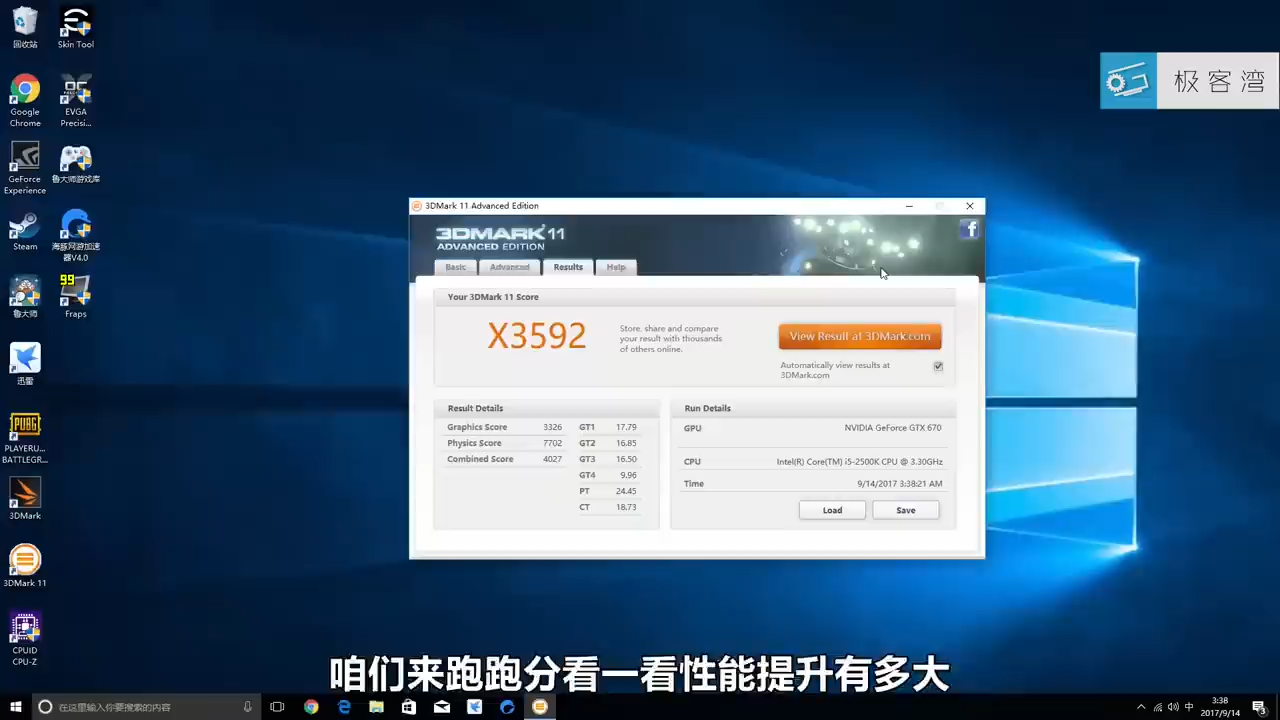 回收站
Skin Tool
Google
Chrome
EVGA
Precisi...
GeForce
Experience
鲁大师游戏库
Steam
海豚网游加速
器V4.0
鲁大师
99
Fraps
迅雷
PUBG
PLAYERU...
BATTLEGR...
3DMark
3DMark 11
CPUID
CPU-Z
极客湾
3DMark 11 Advanced Edition
3DMARK 11
ADVANCED EDITION
f
Basic
Advanced
Results
Help
Your 3DMark 11 Score
X3592
Store, share and compare
your result with thousands
of others online.
View Result at 3DMark.com
Automatically view results at
3DMark.com
Result Details
Graphics Score 3326 GT1 17.79
Physics Score 7702 GT2 16.85
Combined Score 4027 GT3 16.50
GT4 9.96
PT 24.45
CT 18.73
Run Details
GPU NVIDIA GeForce GTX 670
CPU Intel(R) Core(TM) i5-2500K CPU @ 3.30GHz
Time 9/14/2017 3:38:21 AM
Load
Save
咱们来跑跑分看一看性能提升有多大
在这里输入你要搜索的内容
中
3:38
2017/9/14
3